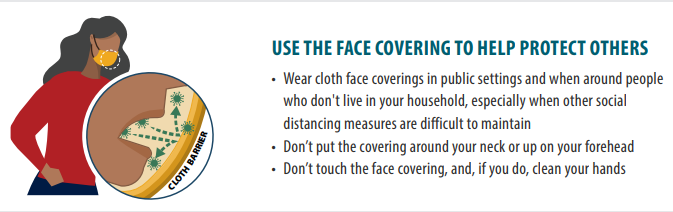 USE THE FACE COVERING TO HELP PROTECT OTHERS
• Wear cloth face coverings in public settings and when around people
who don't live in your household, especially when other social
distancing measures are difficult to maintain
• Don’t put the covering around your neck or up on your forehead
• Don’t touch the face covering, and, if you do, clean your hands
CLOTH BARRIER